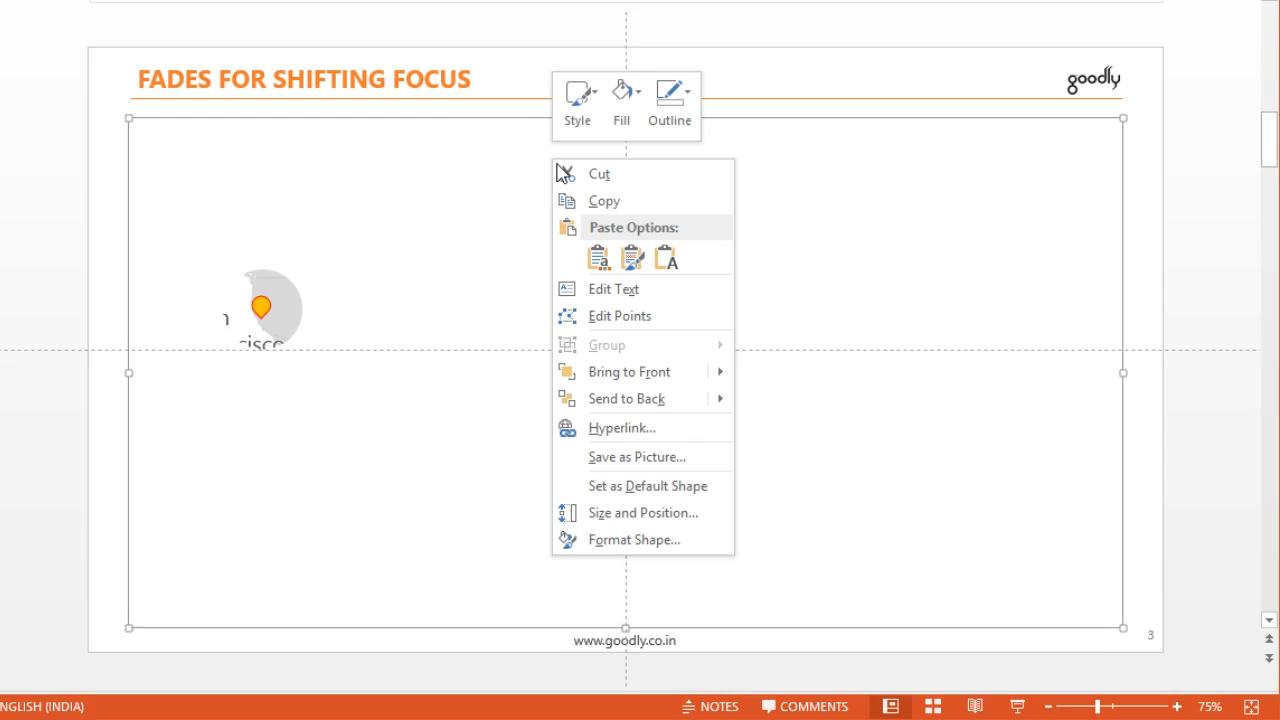 FADES FOR SHIFTING FOCUS
goodly
Style
Fill
Outline
Cut
Copy
Paste Options:
Edit Text
Edit Points
Group
Bring to Front
Send to Back
Hyperlink...
Save as Picture...
Set as Default Shape
Size and Position...
Format Shape...
n
cisco
www.goodly.co.in
3
NGLISH (INDIA)
NOTES
COMMENTS
75%